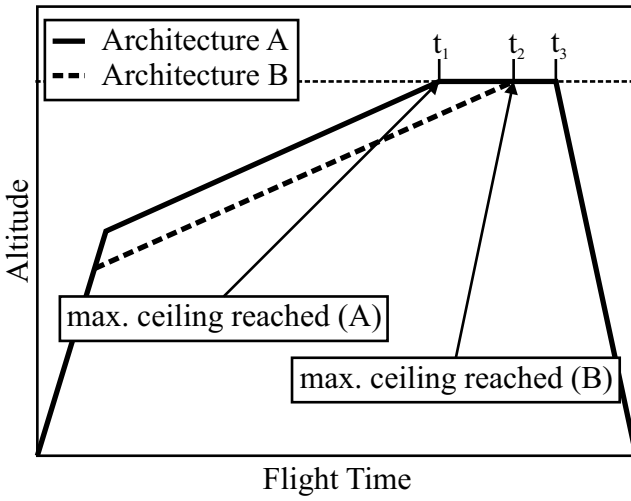 Architecture A
Architecture B
t1
t2
t3
Altitude
max. ceiling reached (A)
max. ceiling reached (B)
Flight Time